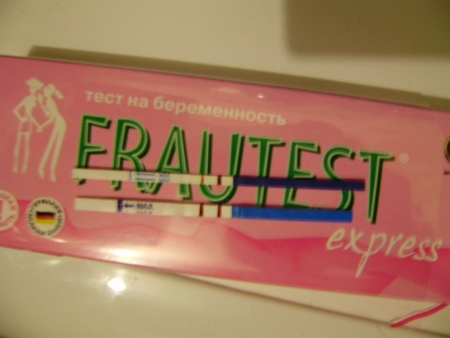 тест на беременность
FRAUTEST®
express